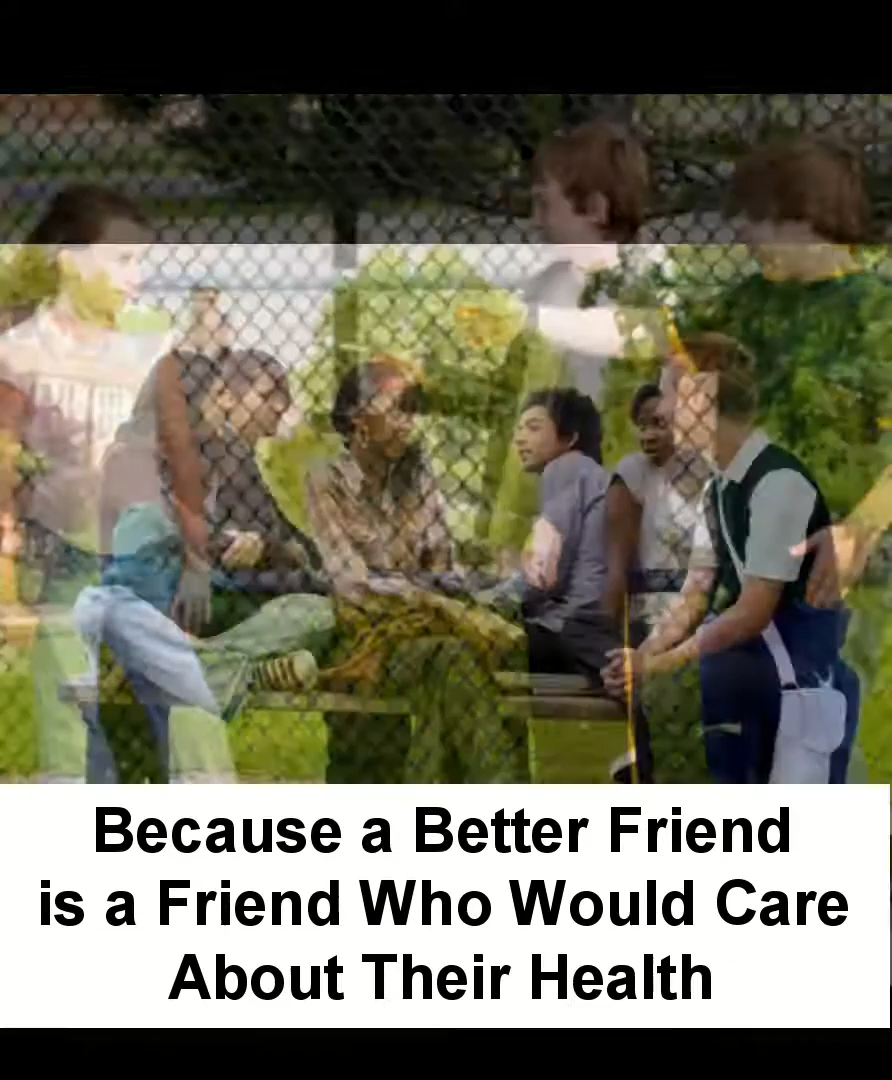 Because a Better Friend
is a Friend Who Would Care
About Their Health